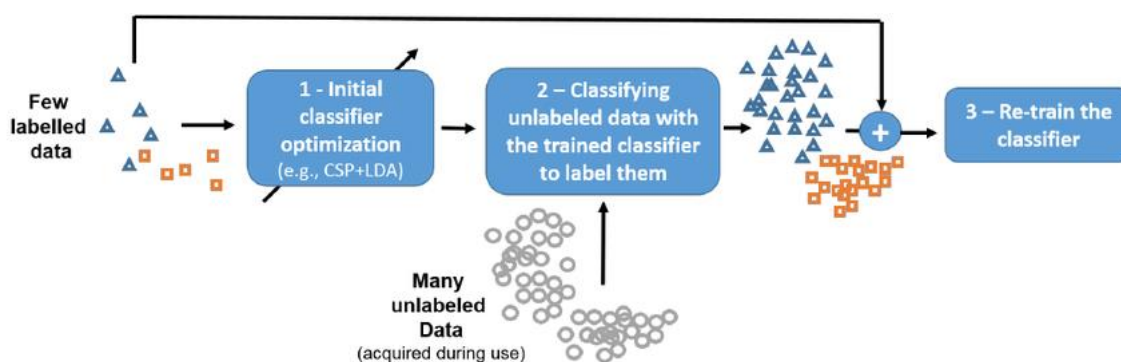 Few
labelled
data
1 - Initial
classifier
optimization
(e.g., CSP+LDA)
2 – Classifying
unlabeled data with
the trained classifier
to label them
+
3 – Re-train the
classifier
Many
unlabeled
Data
(acquired during use)